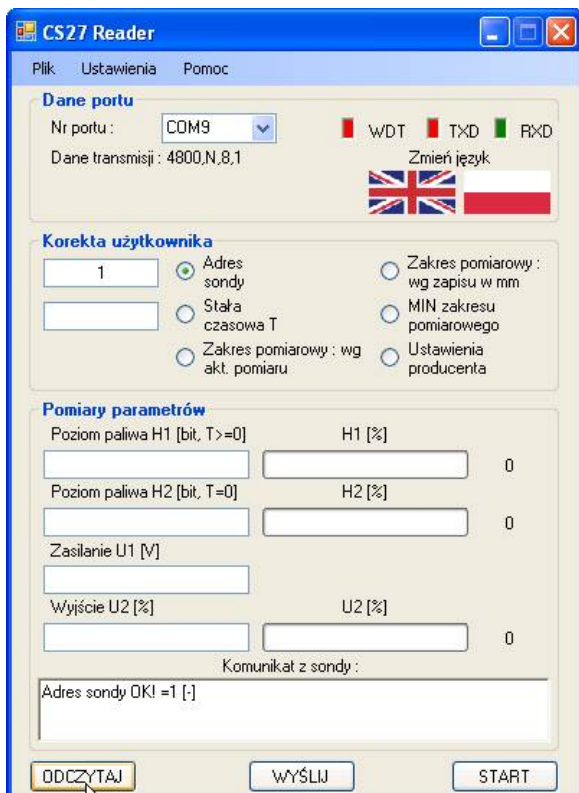 CS27 Reader
Plik Ustawienia Pomoc
Dane portu
Nr portu : COM9 WDT TXD RXD
Dane transmisji : 4800,N,8,1 Zmień język
Korekta użytkownika
1 Adres sondy Zakres pomiarowy : wg zapisu w mm
Stała czasowa T MIN zakresu pomiarowego
Zakres pomiarowy : wg akt. pomiaru Ustawienia producenta
Pomiary parametrów
Poziom paliwa H1 [bit, T>=0] H1 [%]
0
Poziom paliwa H2 [bit, T=0] H2 [%]
0
Zasilanie U1 [V]
Wyjście U2 [%] U2 [%]
0
Komunikat z sondy :
Adres sondy OK! =1 [-]
ODCZYTAJ WYŚLIJ START